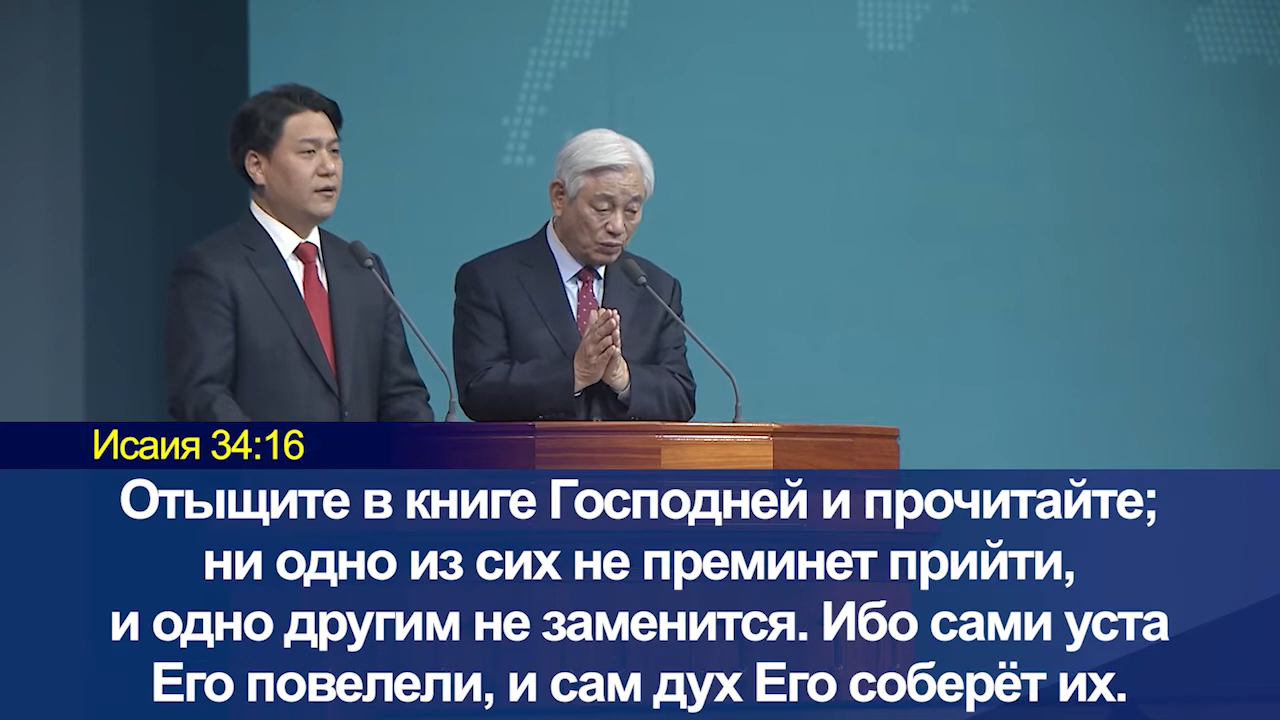 Исаия 34:16
Отыщите в книге Господней и прочитайте;
ни одно из сих не преминет прийти,
и одно другим не заменится. Ибо сами уста
Его повелели, и сам дух Его соберёт их.